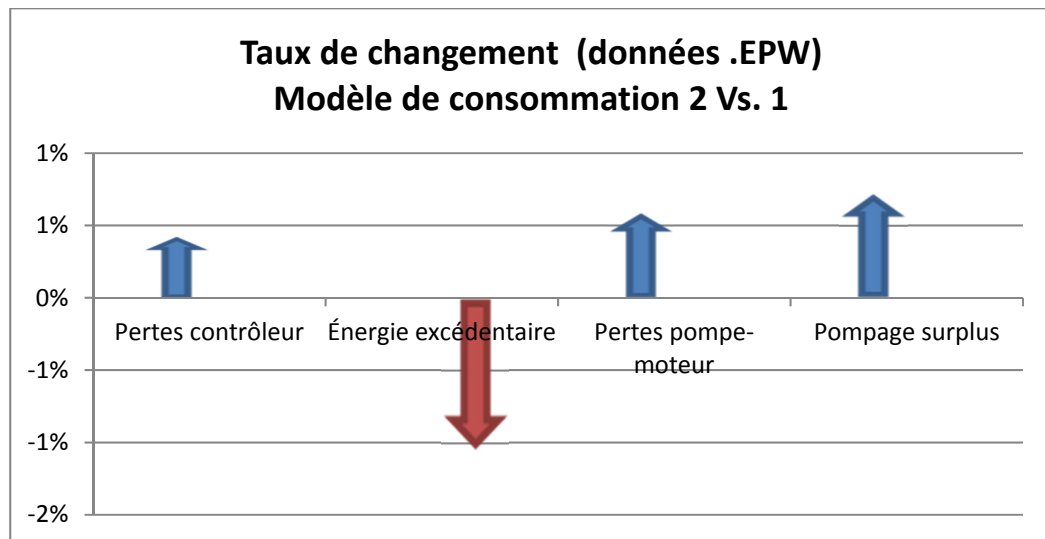 Taux de changement (données .EPW)
Modèle de consommation 2 Vs. 1
1%
1%
0%
-1%
-1%
-2%
Pertes contrôleur
Énergie excédentaire
Pertes pompe-
moteur
Pompage surplus